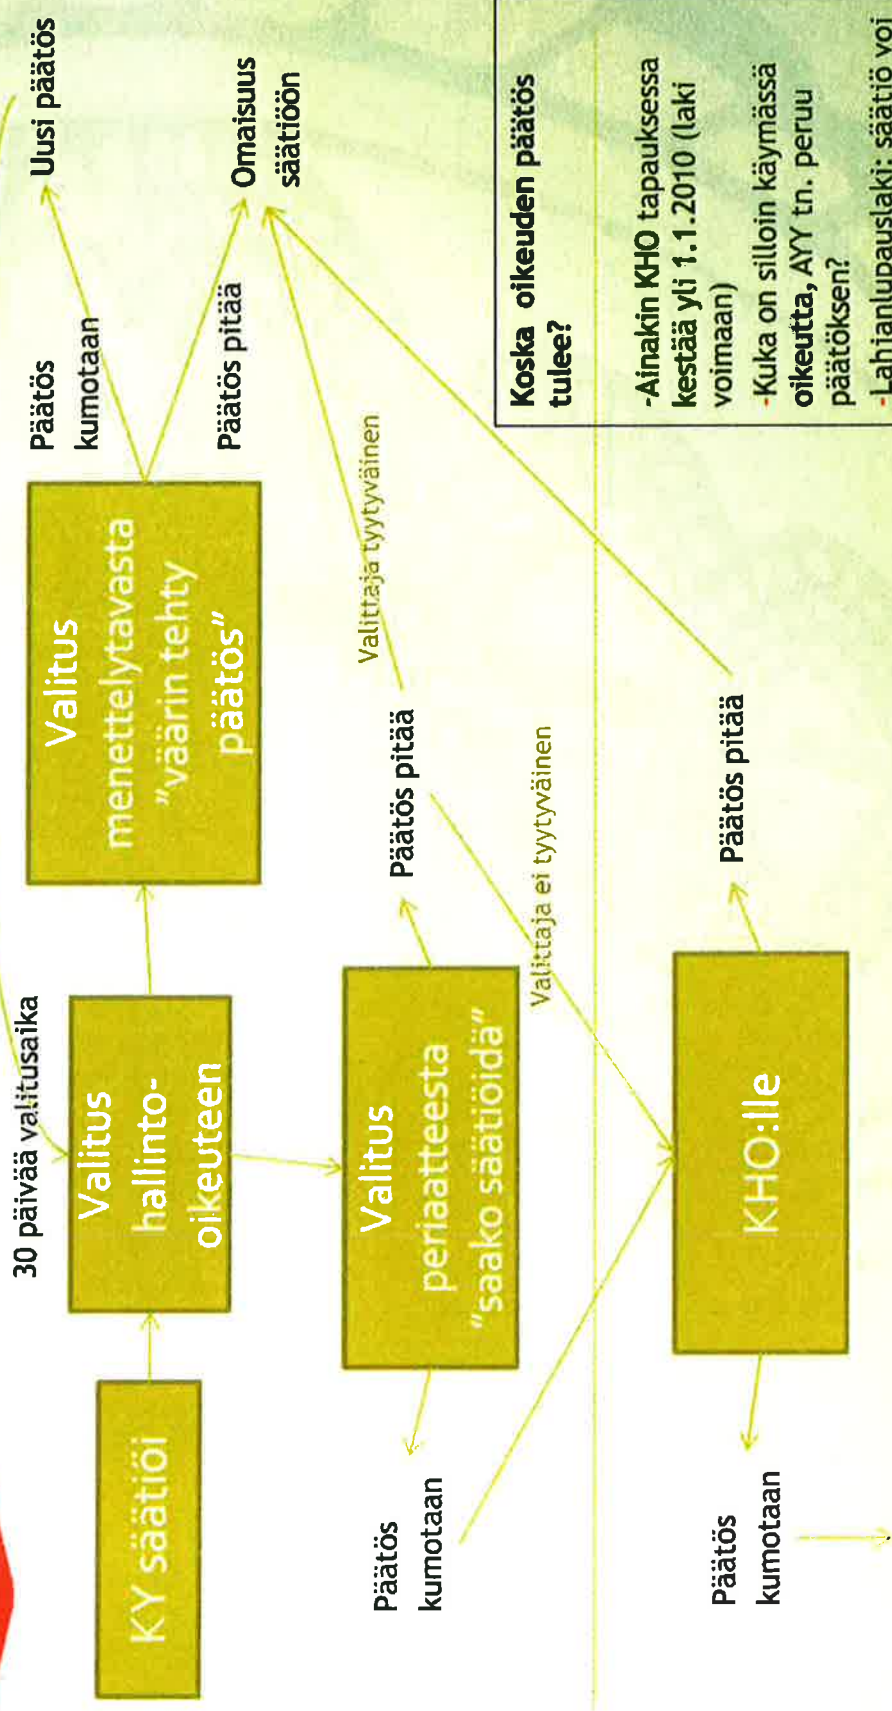 30 päivää valitusaika
KY säätiöi
Valitus
hallinto-
oikeuteen
Valitus
menettelytavasta
"väärin tehty
päätös"
Päätös
kumotaan
Uusi päätös
Päätös pitää
Omaisuus
säätiöön
Valitus
periaatteesta
"saako säätiöidä"
Päätös
kumotaan
Päätös pitää
Valittaja tyytyväinen
Valittaja ei tyytyväinen
KHO:lle
Päätös
kumotaan
Päätös pitää
Koska oikeuden päätös
tulee?
-Ainakin KHO tapauksessa
kestää yli 1.1.2010 (laki
voimaan)
-Kuka on silloin käymässä
oikeutta, AYY tn. peruu
päätöksen?
-Lahjanlupauslaki: säätiö voi